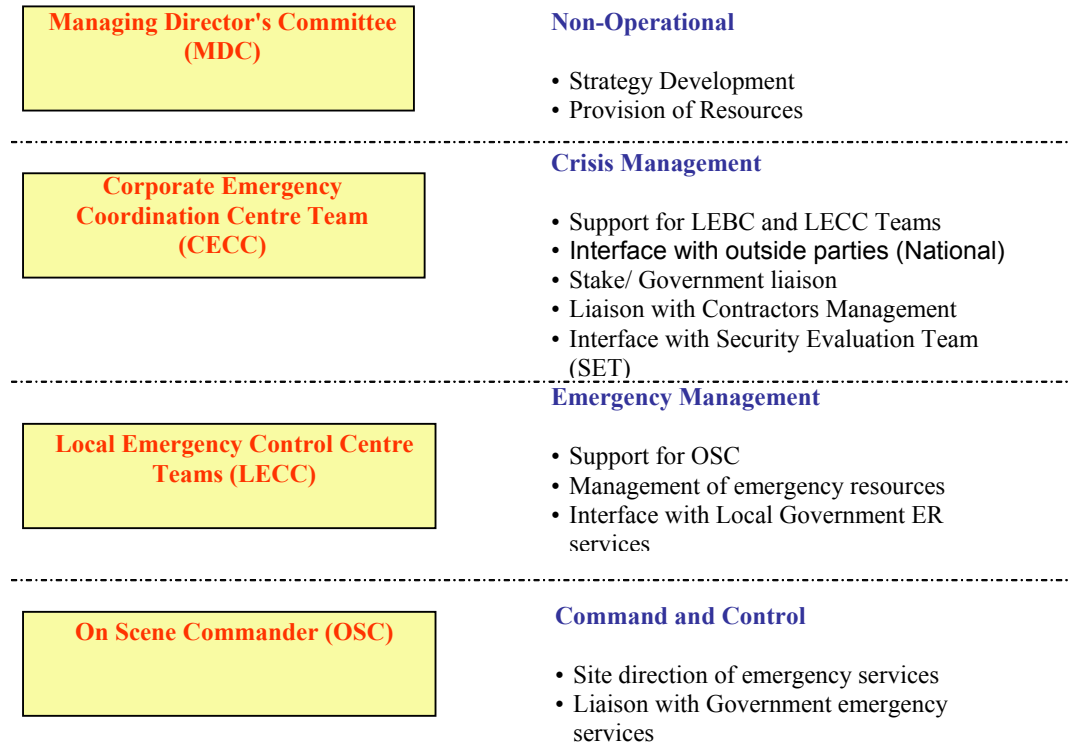 Managing Director's Committee
(MDC)
Non-Operational
• Strategy Development
• Provision of Resources
Corporate Emergency
Coordination Centre Team
(CECC)
Crisis Management
• Support for LEBC and LECC Teams
• Interface with outside parties (National)
• Stake/ Government liaison
• Liaison with Contractors Management
• Interface with Security Evaluation Team
(SET)
Local Emergency Control Centre
Teams (LECC)
Emergency Management
• Support for OSC
• Management of emergency resources
• Interface with Local Government ER
services
On Scene Commander (OSC)
Command and Control
• Site direction of emergency services
• Liaison with Government emergency
services